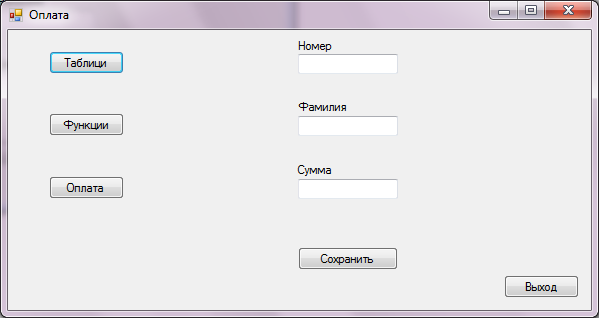 Оплата
Таблици
Номер
Функции
Фамилия
Оплата
Сумма
Сохранить
Выход